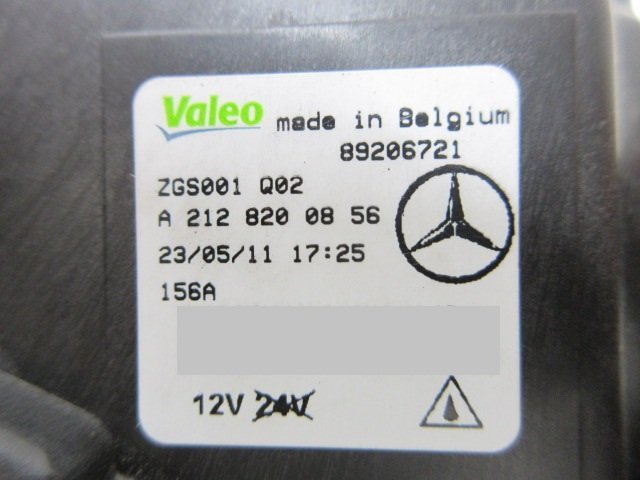 Valeo made in Belgium
89206721
ZGS001 Q02
A 212 820 08 56
23/05/11 17:25
156A
12V 24V